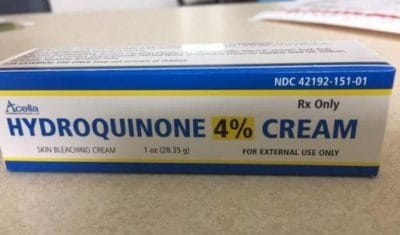 NDC 42192-151-01
Acella
Rx Only
HYDROQUINONE 4% CREAM
SKIN BLEACHING CREAM 1 oz (28.35 g) FOR EXTERNAL USE ONLY